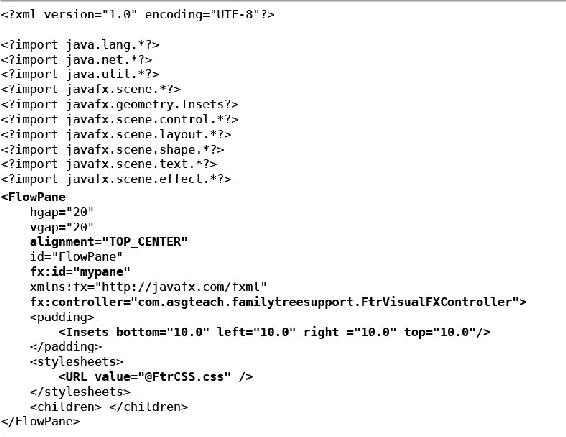 <?xml version="1.0" encoding="UTF-8"?>
<?import java.lang.*?>
<?import java.net.*?>
<?import java.util.*?>
<?import javafx.scene.*?>
<?import javafx.geometry.Insets?>
<?import javafx.scene.control.*?>
<?import javafx.scene.layout.*?>
<?import javafx.scene.shape.*?>
<?import javafx.scene.text.*?>
<?import javafx.scene.effect.*?>
<FlowPane
hgap="20"
vgap="20"
alignment="TOP_CENTER"
id="FlowPane"
fx:id="mypane"
xmlns:fx="http://javafx.com/fxml"
fx:controller="com.asgteach.familytreesupport.FtrVisualFXController">
<padding>
<Insets bottom="10.0" left="10.0" right ="10.0" top="10.0"/>
</padding>
<stylesheets>
<URL value="@FtrCSS.css" />
</stylesheets>
<children> </children>
</FlowPane>